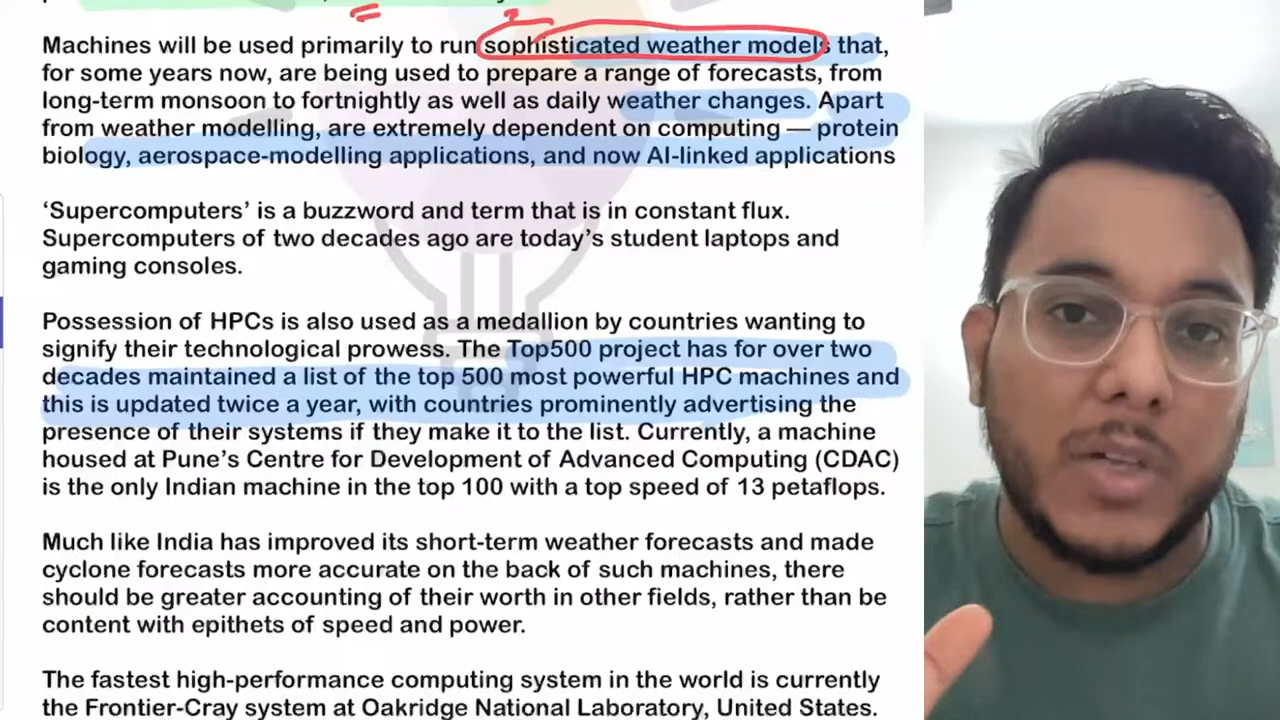 Machines will be used primarily to run sophisticated weather models that,
for some years now, are being used to prepare a range of forecasts, from
long-term monsoon to fortnightly as well as daily weather changes. Apart
from weather modelling, are extremely dependent on computing — protein
biology, aerospace-modelling applications, and now AI-linked applications
‘Supercomputers’ is a buzzword and term that is in constant flux.
Supercomputers of two decades ago are today’s student laptops and
gaming consoles.
Possession of HPCs is also used as a medallion by countries wanting to
signify their technological prowess. The Top500 project has for over two
decades maintained a list of the top 500 most powerful HPC machines and
this is updated twice a year, with countries prominently advertising the
presence of their systems if they make it to the list. Currently, a machine
housed at Pune’s Centre for Development of Advanced Computing (CDAC)
is the only Indian machine in the top 100 with a top speed of 13 petaflops.
Much like India has improved its short-term weather forecasts and made
cyclone forecasts more accurate on the back of such machines, there
should be greater accounting of their worth in other fields, rather than be
content with epithets of speed and power.
The fastest high-performance computing system in the world is currently
the Frontier-Cray system at Oakridge National Laboratory, United States.